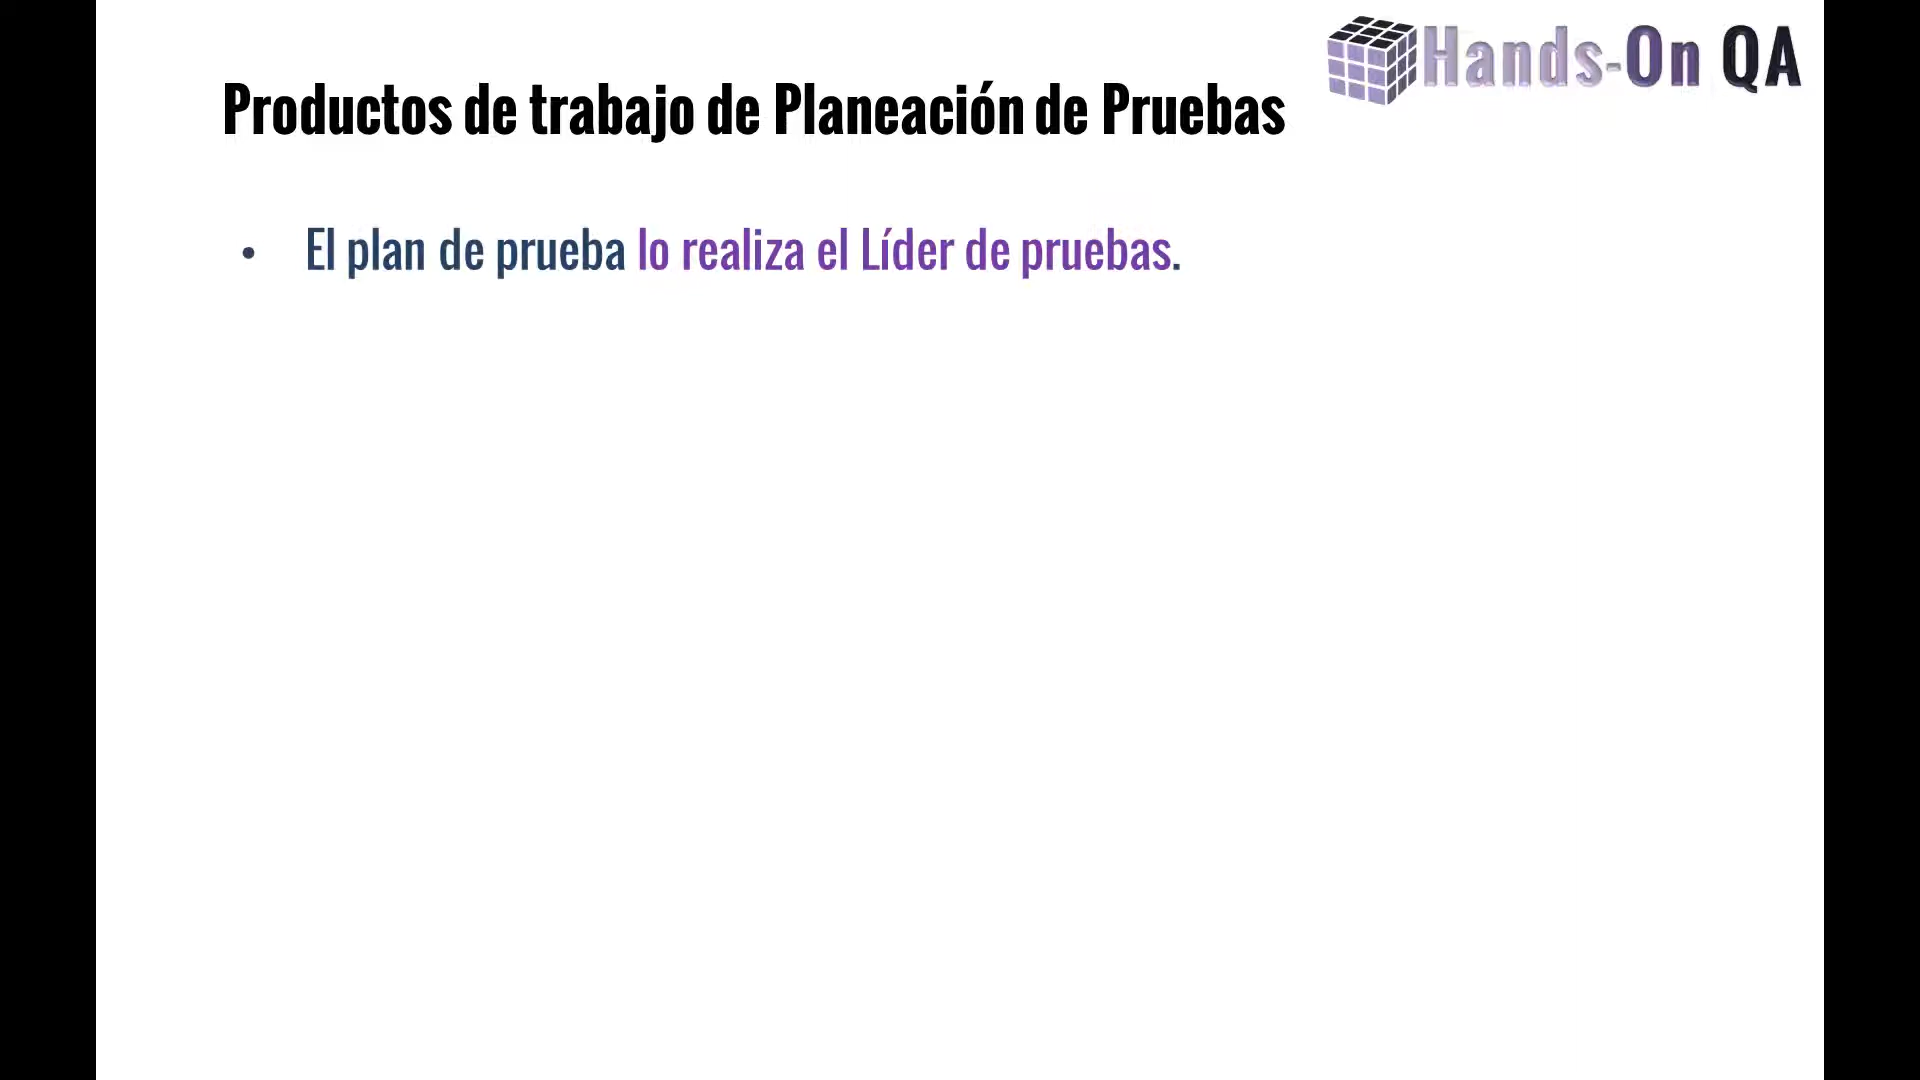 Hands-On QA
Productos de trabajo de Planeación de Pruebas
• El plan de prueba lo realiza el Líder de pruebas.